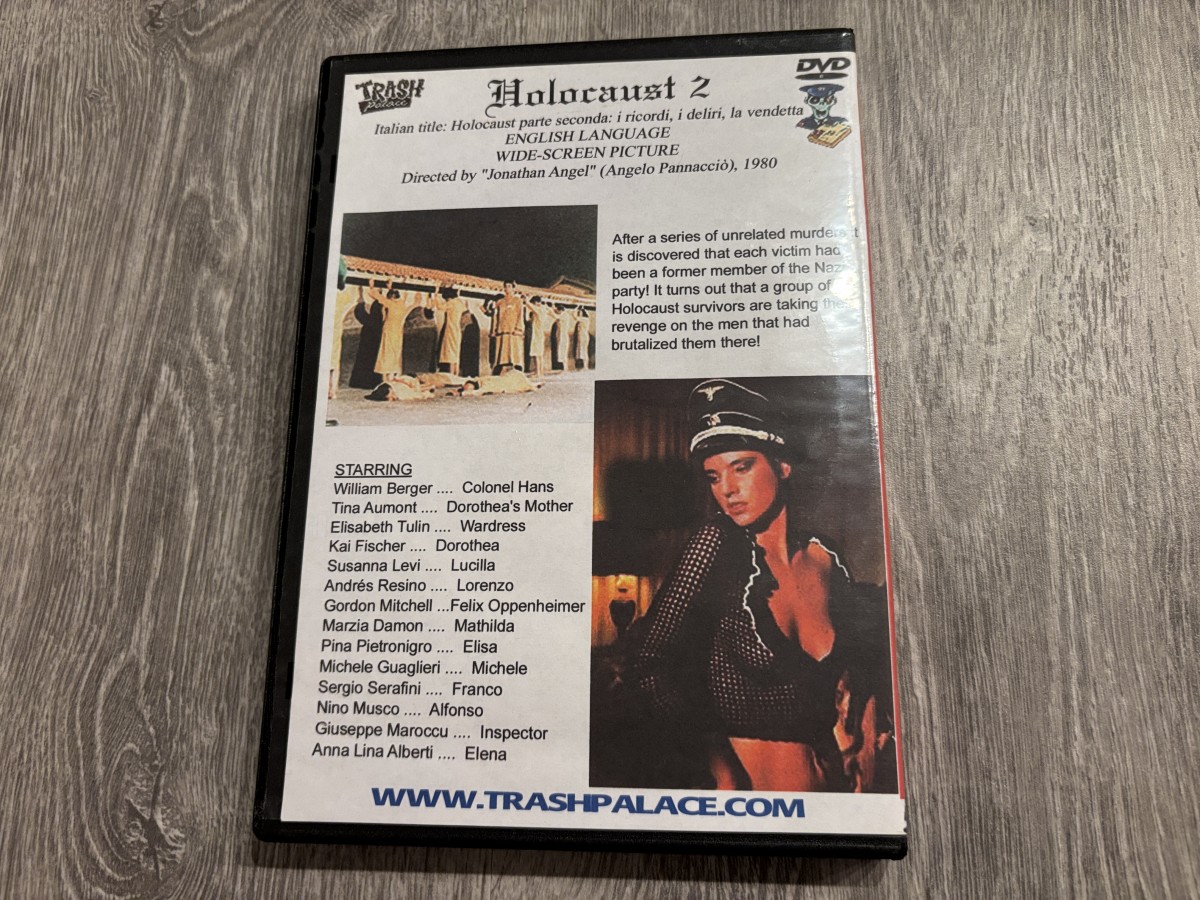 TRASH
Palace
Holocaust 2
DVD
Italian title: Holocaust parte seconda: i ricordi, i deliri, la vendetta
ENGLISH LANGUAGE
WIDE-SCREEN PICTURE
Directed by "Jonathan Angel" (Angelo Pannacciò), 1980
After a series of unrelated murders it
is discovered that each victim had
been a former member of the Nazi
party! It turns out that a group of
Holocaust survivors are taking their
revenge on the men that had
brutalized them there!
STARRING
William Berger .... Colonel Hans
Tina Aumont .... Dorothea's Mother
Elisabeth Tulin .... Wardress
Kai Fischer .... Dorothea
Susanna Levi .... Lucilla
Andrés Resino .... Lorenzo
Gordon Mitchell ...Felix Oppenheimer
Marzia Damon .... Mathilda
Pina Pietronigro .... Elisa
Michele Guaglieri .... Michele
Sergio Serafini .... Franco
Nino Musco .... Alfonso
Giuseppe Maroccu .... Inspector
Anna Lina Alberti .... Elena
WWW.TRASHPALACE.COM